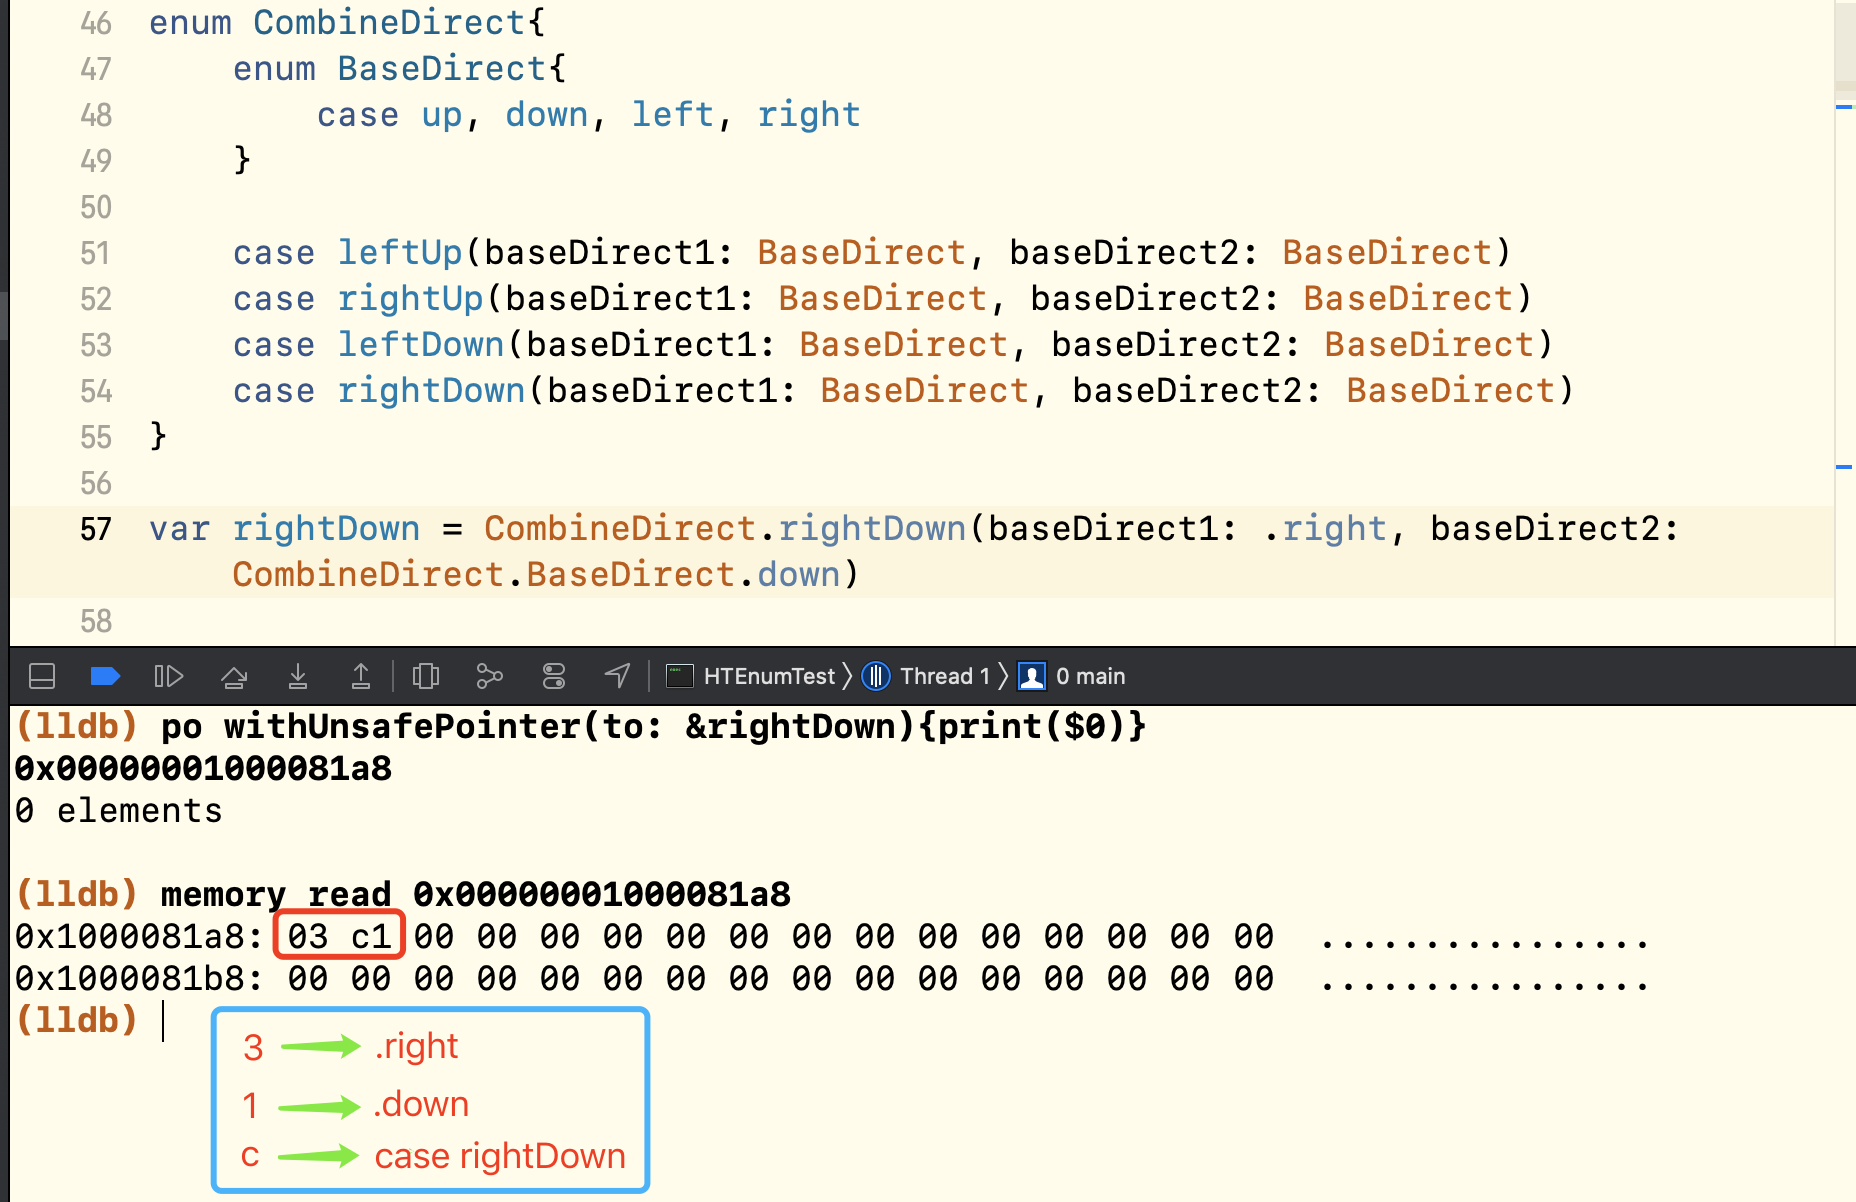 46 enum CombineDirect{
47 enum BaseDirect{
48 case up, down, left, right
49 }
50
51 case leftUp(baseDirect1: BaseDirect, baseDirect2: BaseDirect)
52 case rightUp(baseDirect1: BaseDirect, baseDirect2: BaseDirect)
53 case leftDown(baseDirect1: BaseDirect, baseDirect2: BaseDirect)
54 case rightDown(baseDirect1: BaseDirect, baseDirect2: BaseDirect)
55 }
56
57 var rightDown = CombineDirect.rightDown(baseDirect1: .right, baseDirect2:
CombineDirect.BaseDirect.down)
58
HTEnumTest Thread 1 0 main
(lldb) po withUnsafePointer(to: &rightDown){print($0)}
0x00000001000081a8
0 elements
(lldb) memory read 0x00000001000081a8
0x1000081a8: 03 c1 00 00 00 00 00 00 00 00 00 00 00 00 00 00 ................
0x1000081b8: 00 00 00 00 00 00 00 00 00 00 00 00 00 00 00 00 ................
(lldb)
3 .right
1 .down
c case rightDown